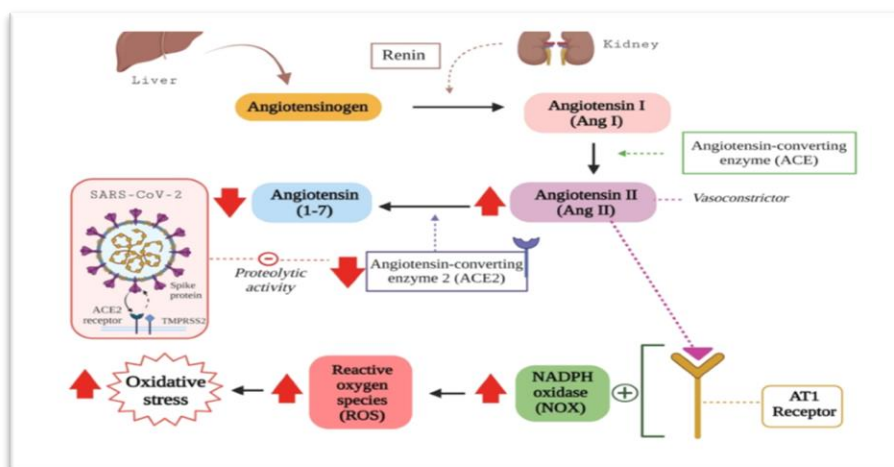 Liver
Renin
Kidney
Angiotensinogen
Angiotensin I
(Ang I)
Angiotensin-converting
enzyme (ACE)
SARS-CoV-2
Angiotensin
(1-7)
Angiotensin II
(Ang II)
Vasoconstrictor
Proteolytic
activity
Angiotensin-converting
enzyme 2 (ACE2)
Spike
protein
ACE2
receptor
TMPRSS2
Oxidative
stress
Reactive
oxygen
species
(ROS)
NADPH
oxidase
(NOX)
AT1
Receptor